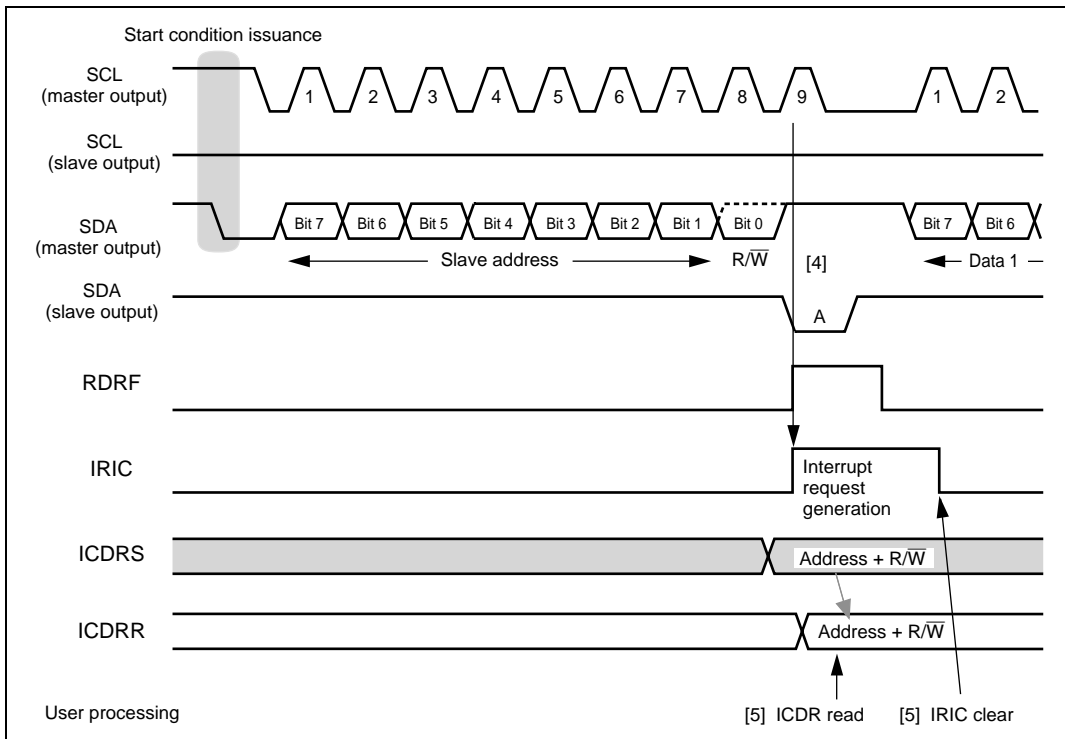 Start condition issuance
SCL
(master output)
1 2 3 4 5 6 7 8 9 1 2
SCL
(slave output)
SDA
(master output)
Bit 7 Bit 6 Bit 5 Bit 4 Bit 3 Bit 2 Bit 1 Bit 0 Bit 7 Bit 6
Slave address R/W̅ [4] Data 1
SDA
(slave output)
A
RDRF
IRIC
Interrupt
request
generation
ICDRS
Address + R/W̅
ICDRR
Address + R/W̅
User processing [5] ICDR read [5] IRIC clear